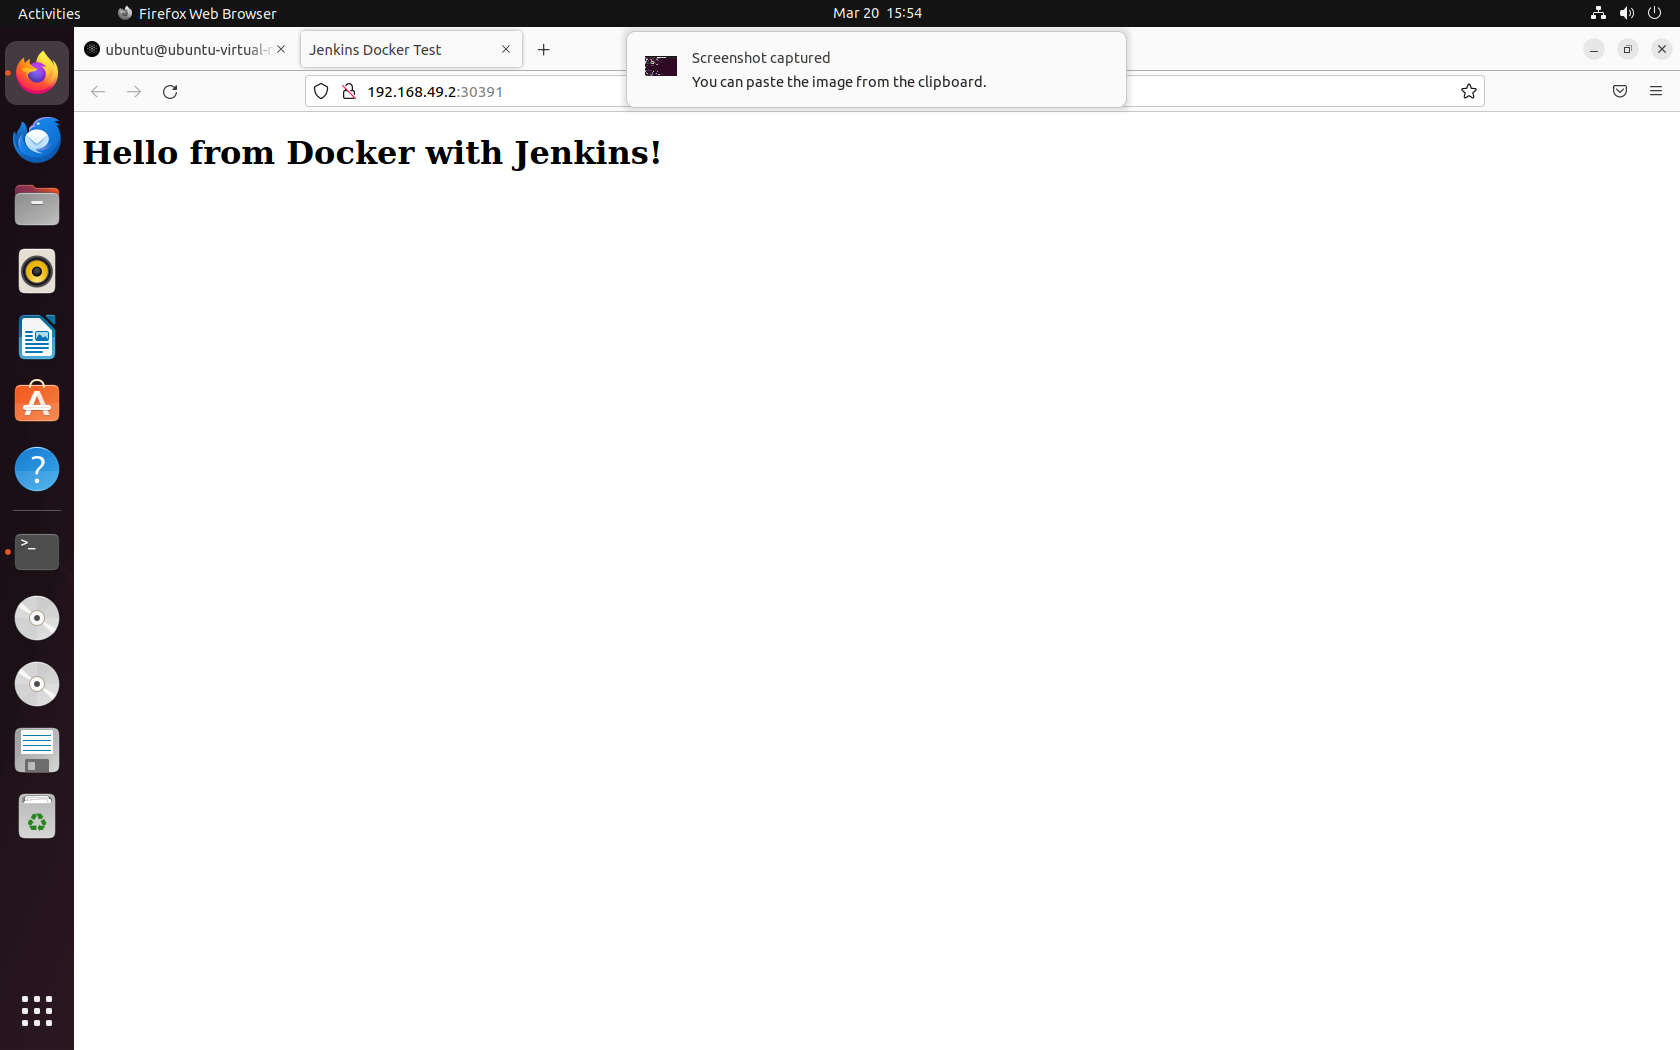 Activities
Firefox Web Browser
Mar 20 15:54
ubuntu@ubuntu-virtual-
Jenkins Docker Test
Screenshot captured
You can paste the image from the clipboard.
192.168.49.2:30391
Hello from Docker with Jenkins!